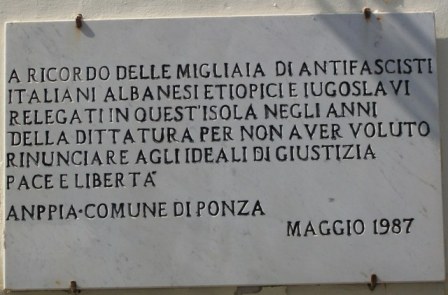 A RICORDO DELLE MIGLIAIA DI ANTIFASCISTI
ITALIANI ALBANESI ETIOPICI E IUGOSLAVI
RELEGATI IN QUEST'ISOLA NEGLI ANNI
DELLA DITTATURA PER NON AVER VOLUTO
RINUNCIARE AGLI IDEALI DI GIUSTIZIA
PACE E LIBERTA'
ANPPIA-COMUNE DI PONZA
MAGGIO 1987